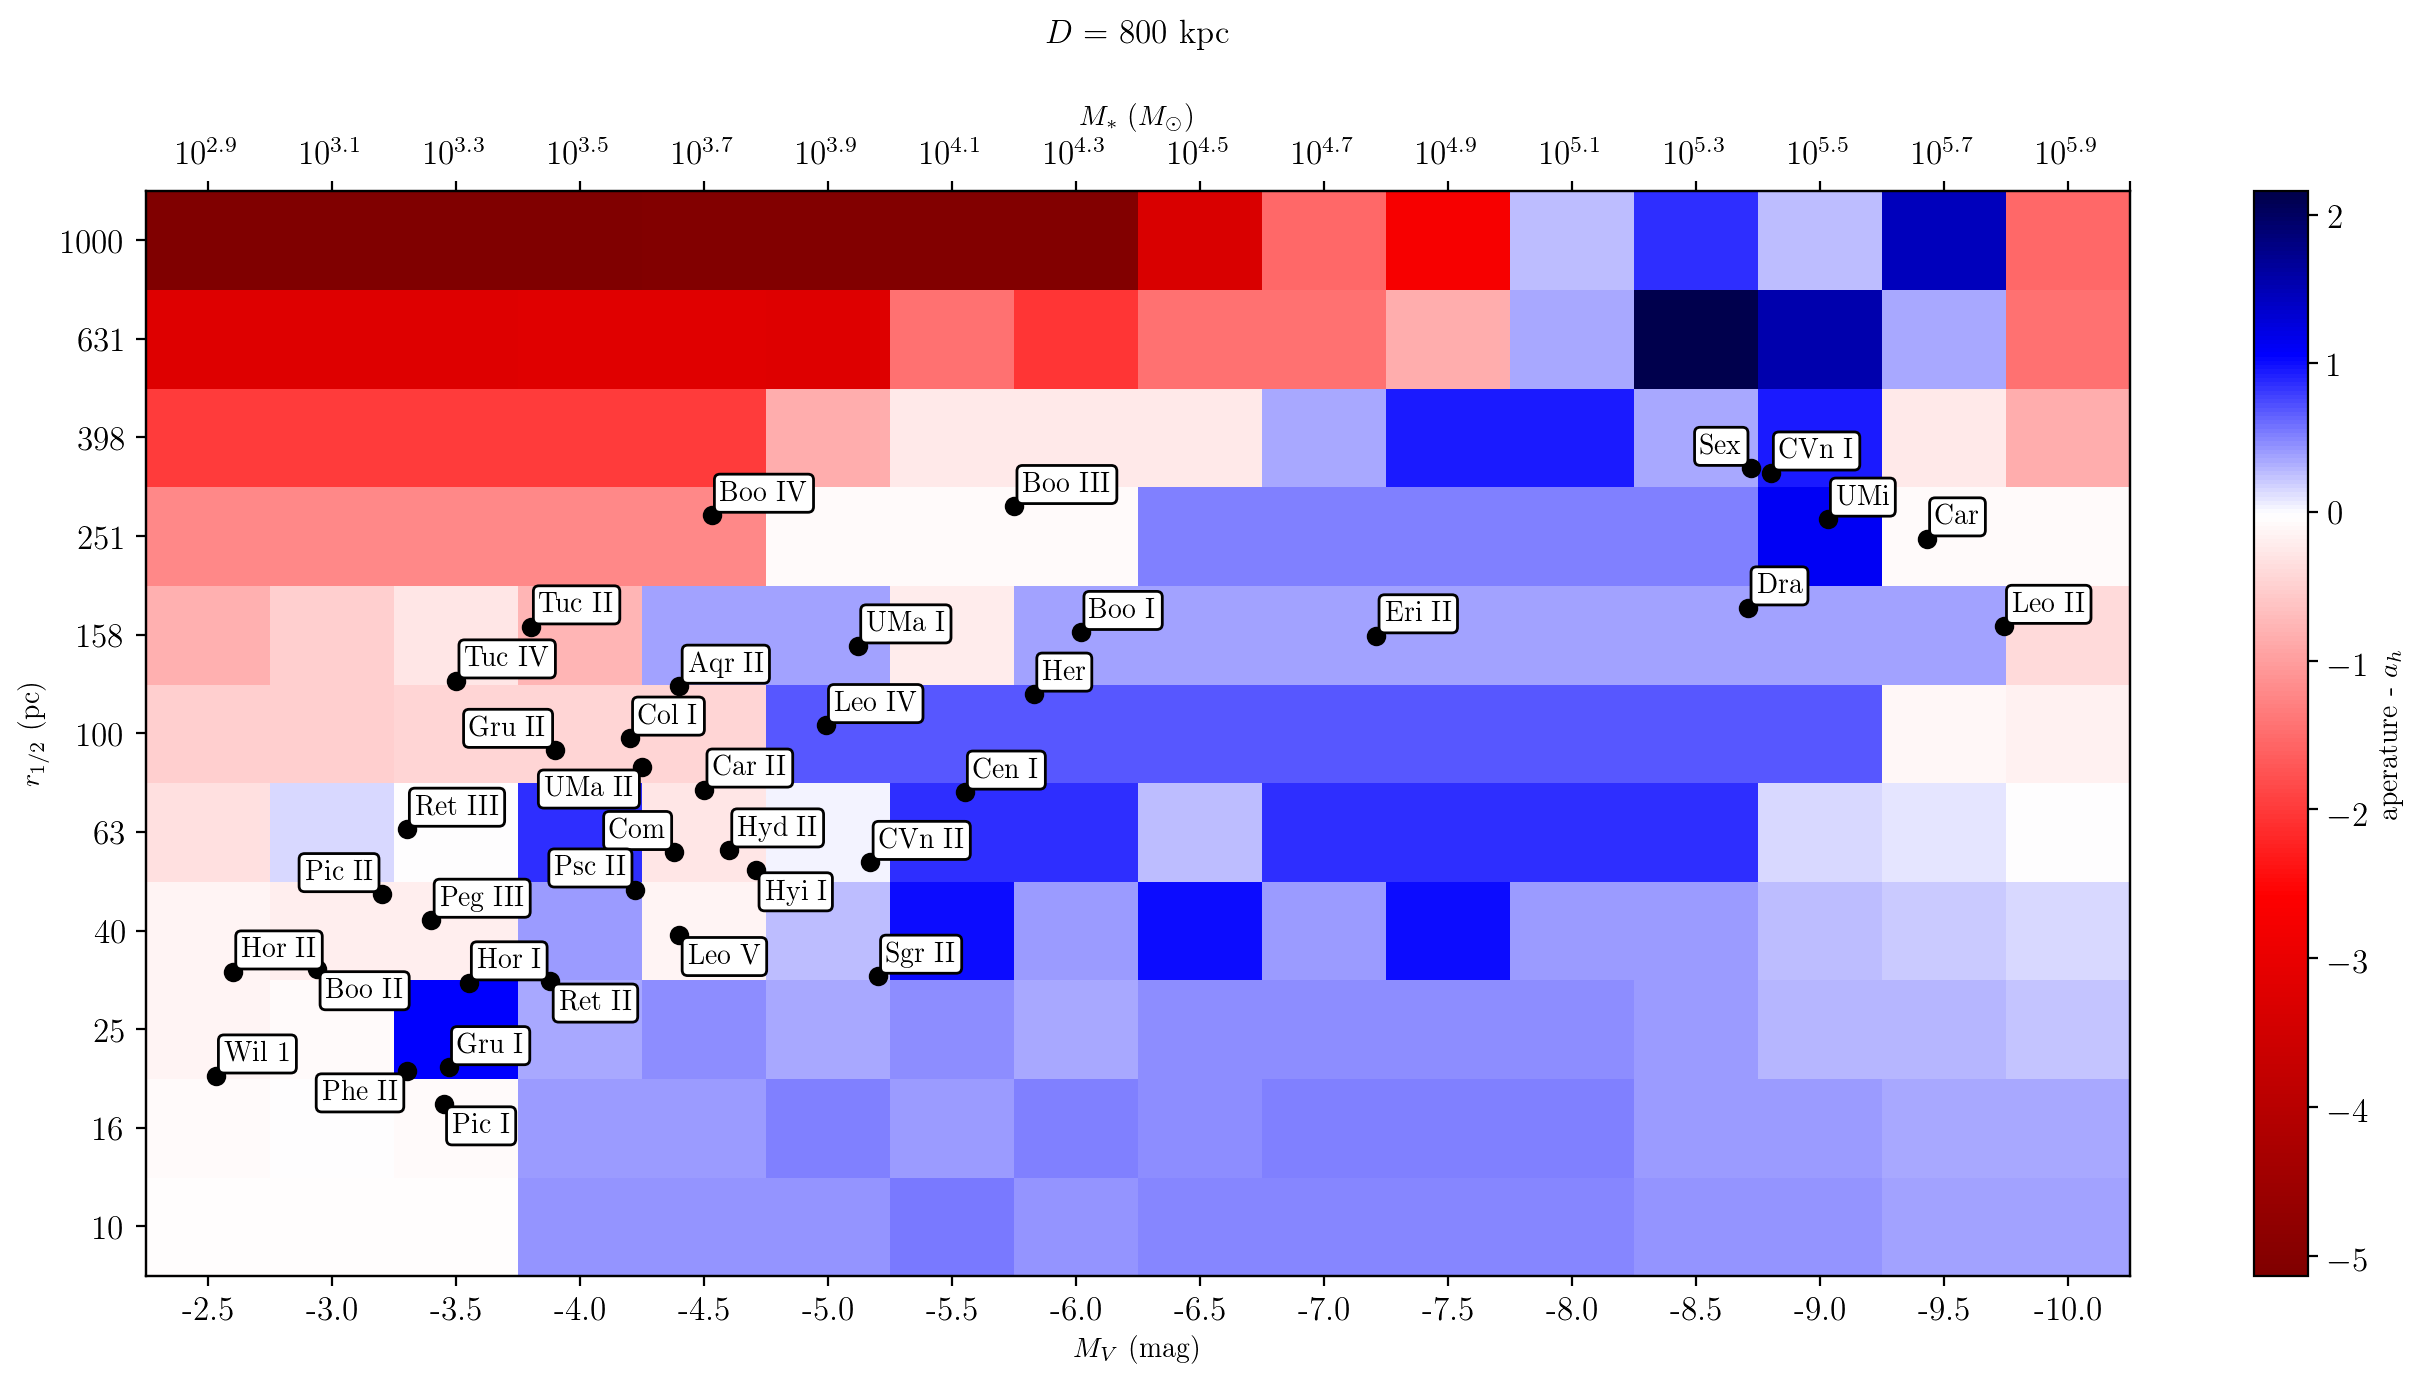 D = 800 kpc
M_* (M_⊙)
10^2.9 10^3.1 10^3.3 10^3.5 10^3.7 10^3.9 10^4.1 10^4.3 10^4.5 10^4.7 10^4.9 10^5.1 10^5.3 10^5.5 10^5.7 10^5.9
1000
631
398
251
158
100
63
40
25
16
10
r_1/2 (pc)
Sex
CVn I
Boo IV
Boo III
UMi
Car
Dra
Tuc II
Boo I
Eri II
Leo II
UMa I
Tuc IV
Aqr II
Her
Leo IV
Col I
Gru II
Car II
Cen I
UMa II
Ret III
Com
Hyd II
CVn II
Pic II
Psc II
Peg III
Hyi I
Hor II
Hor I
Leo V
Sgr II
Boo II
Ret II
Wil 1
Gru I
Phe II
Pic I
-2.5 -3.0 -3.5 -4.0 -4.5 -5.0 -5.5 -6.0 -6.5 -7.0 -7.5 -8.0 -8.5 -9.0 -9.5 -10.0
M_V (mag)
2
1
0
−1
−2
−3
−4
−5
aperature - a_h